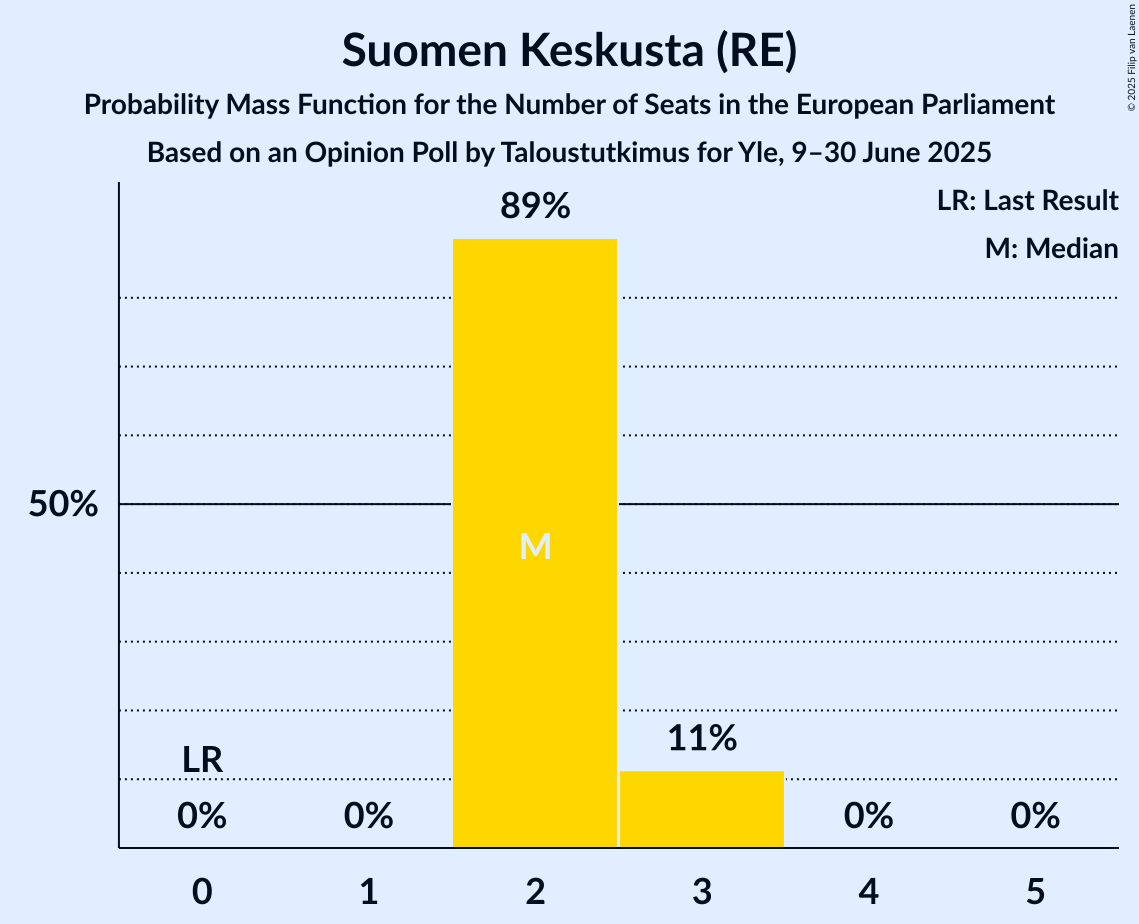 Suomen Keskusta (RE)
Probability Mass Function for the Number of Seats in the European Parliament
Based on an Opinion Poll by Taloustutkimus for Yle, 9–30 June 2025
© 2025 Filip van Laenen
LR: Last Result
M: Median
89%
50%
M
11%
LR
0% 0% 0% 0%
0 1 2 3 4 5